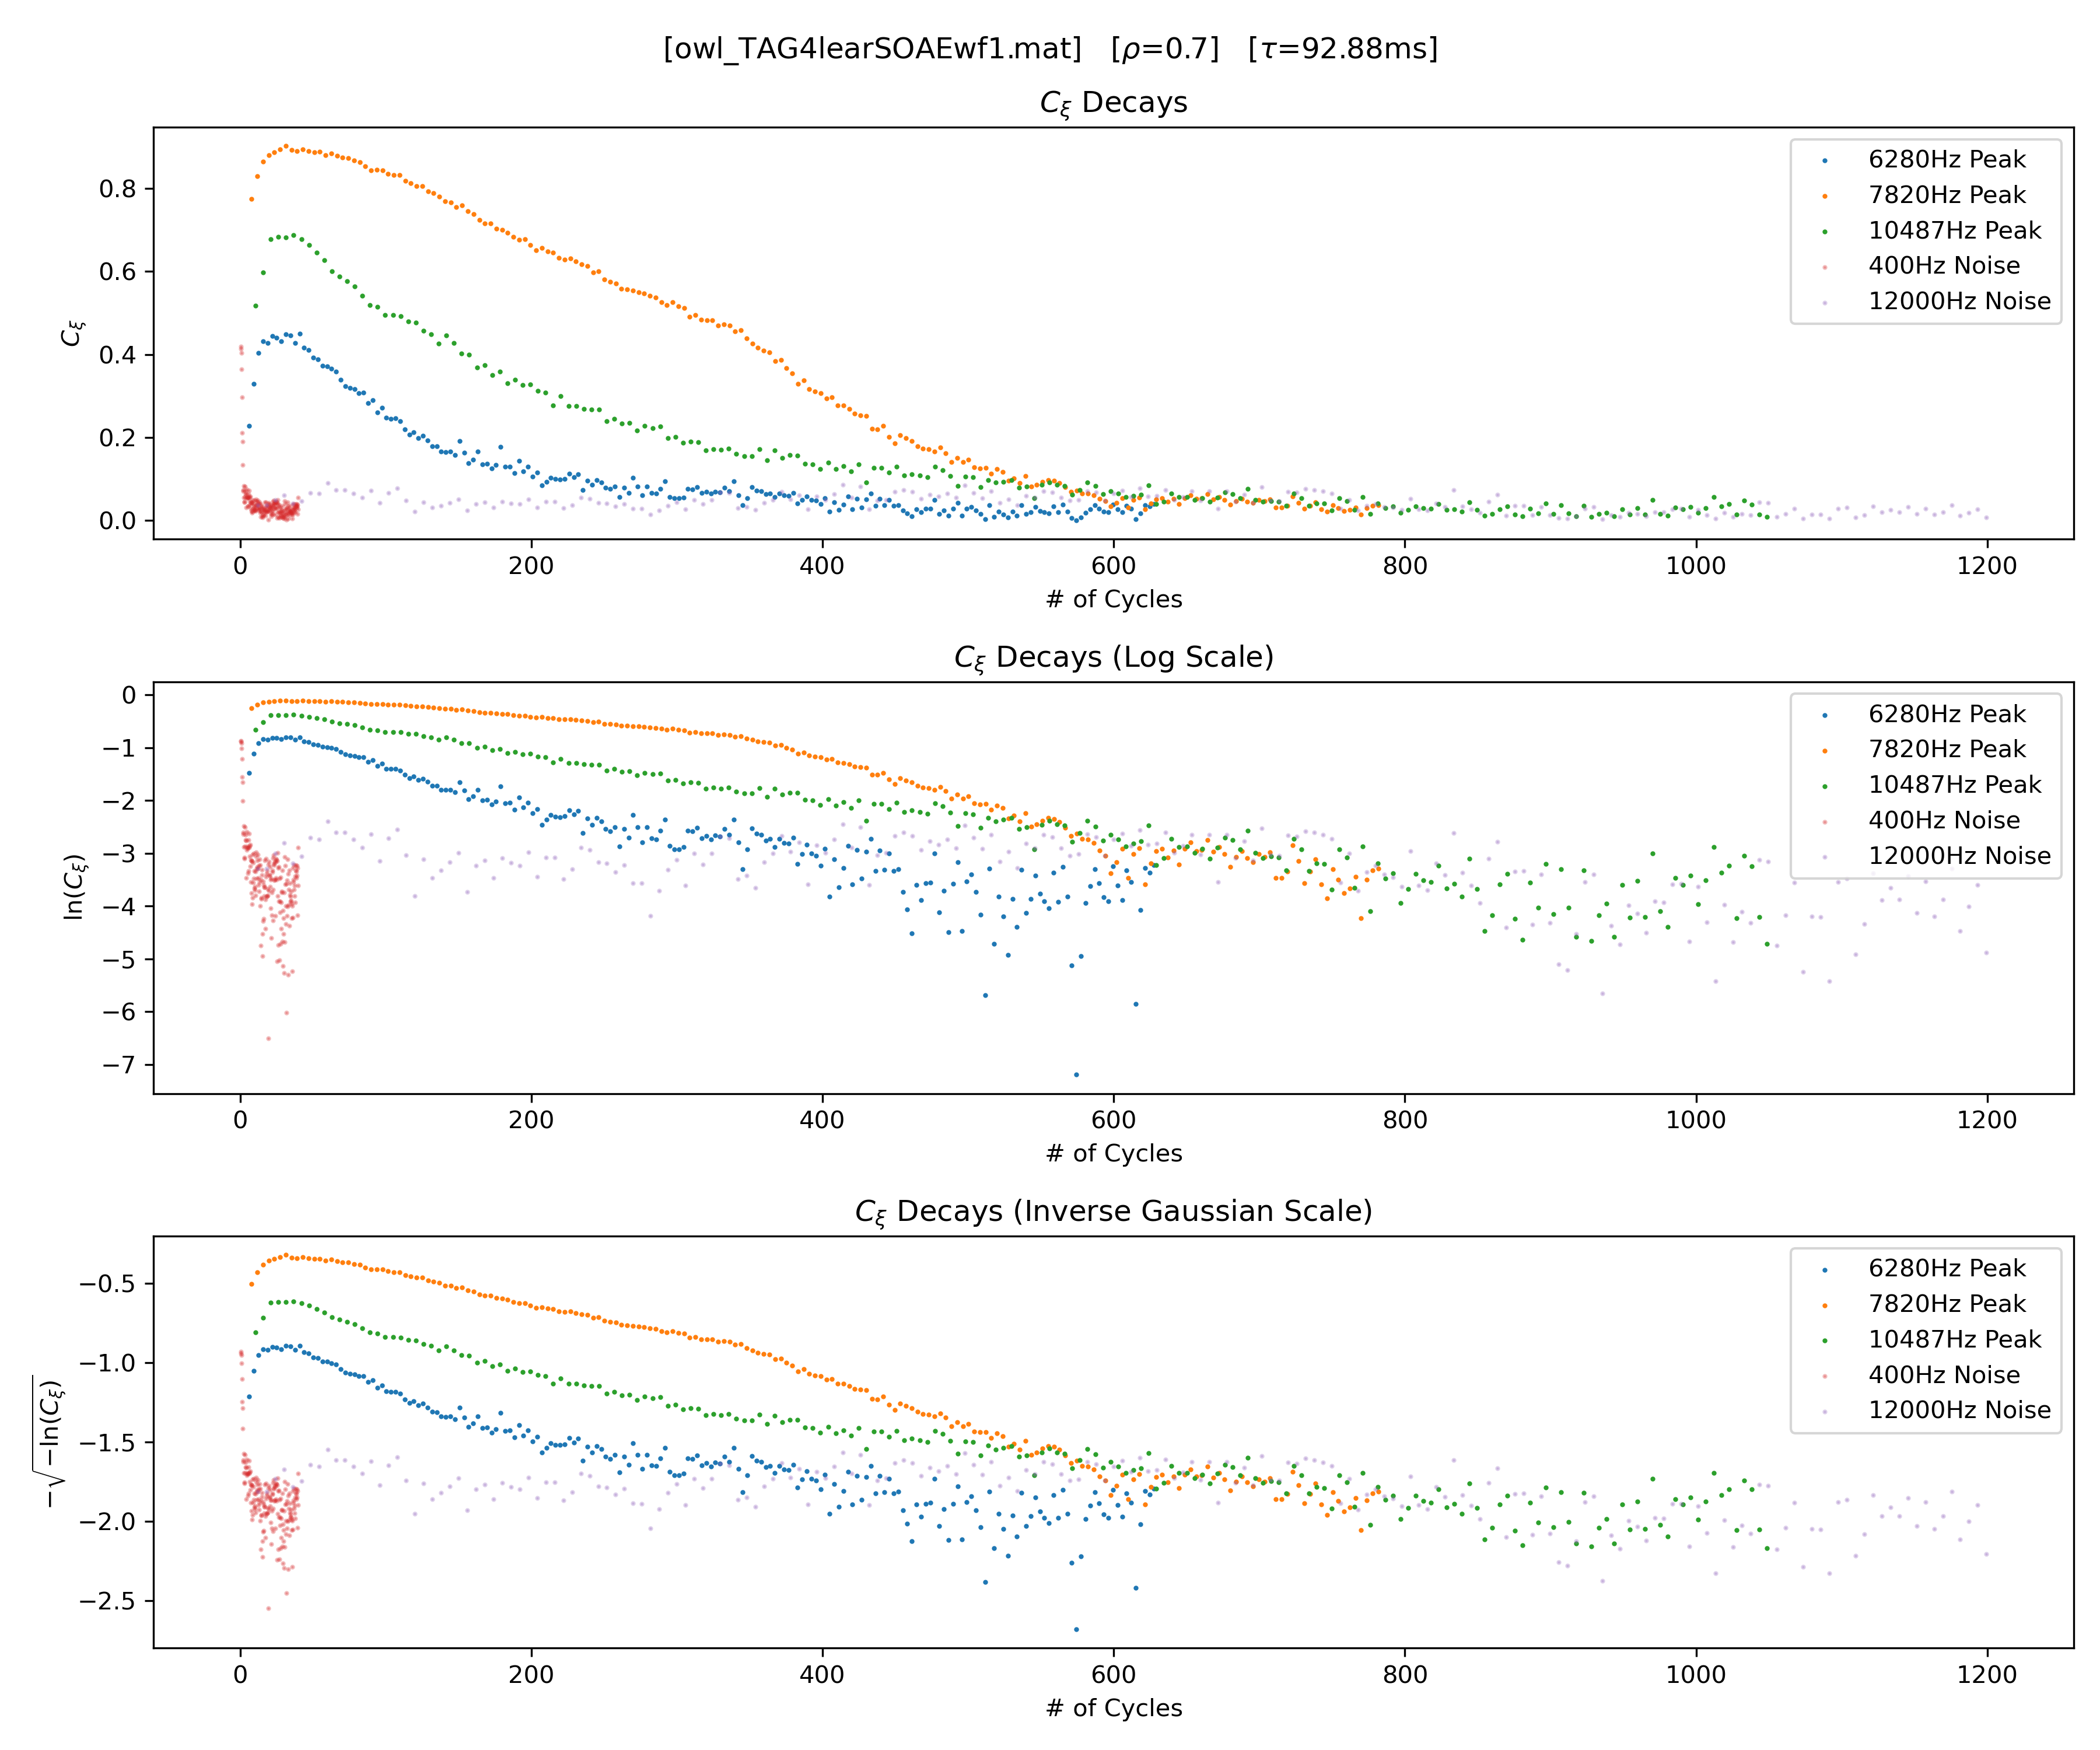 [owl_TAG4learSOAEwf1.mat] [ρ=0.7] [τ=92.88ms]
C_ξ Decays
C_ξ
0.8
0.6
0.4
0.2
0.0
6280Hz Peak
7820Hz Peak
10487Hz Peak
400Hz Noise
12000Hz Noise
0 200 400 600 800 1000 1200
# of Cycles
C_ξ Decays (Log Scale)
ln(C_ξ)
0
−1
−2
−3
−4
−5
−6
−7
6280Hz Peak
7820Hz Peak
10487Hz Peak
400Hz Noise
12000Hz Noise
0 200 400 600 800 1000 1200
# of Cycles
C_ξ Decays (Inverse Gaussian Scale)
−√−ln(C_ξ)
−0.5
−1.0
−1.5
−2.0
−2.5
6280Hz Peak
7820Hz Peak
10487Hz Peak
400Hz Noise
12000Hz Noise
0 200 400 600 800 1000 1200
# of Cycles